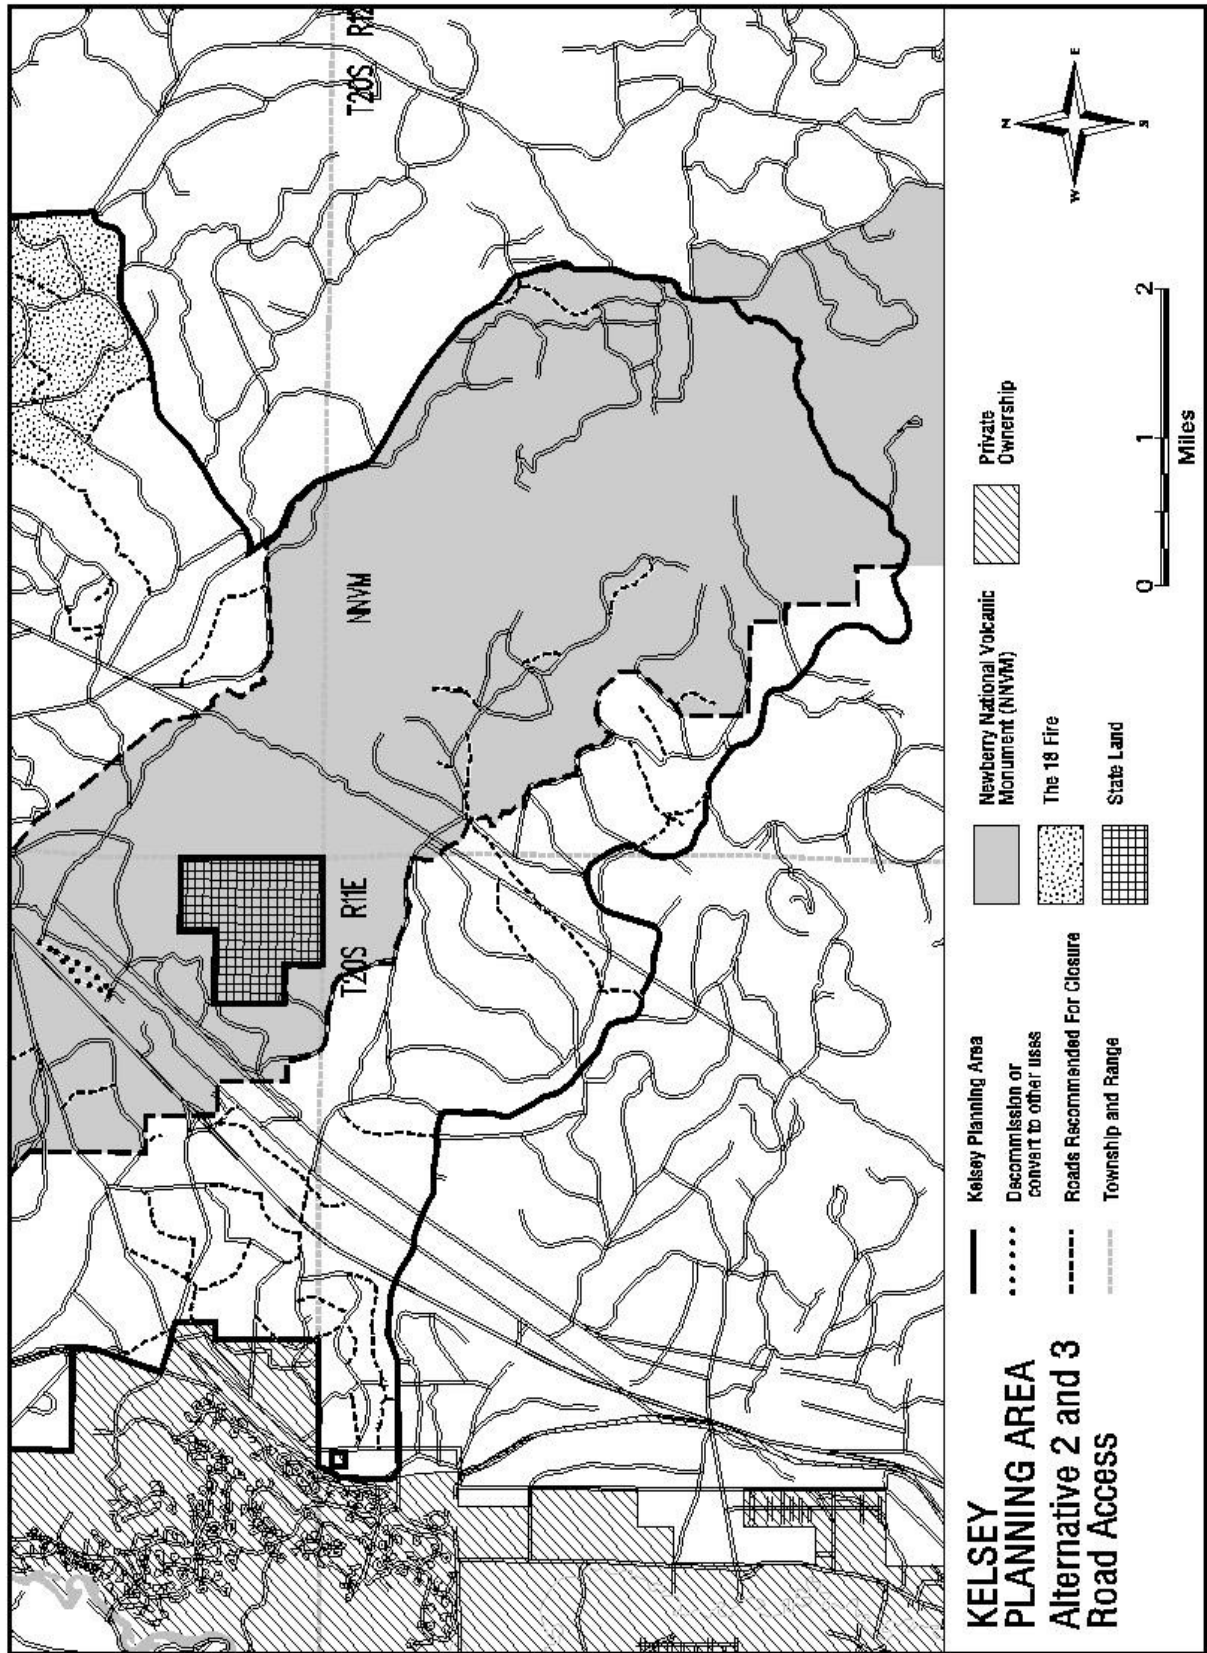 T20S R12
NNVM
T20S R11E
KELSEY
PLANNING AREA
Alternative 2 and 3
Road Access
Kelsey Planning Area
Decommission or
convert to other uses
Roads Recommended For Closure
Township and Range
Newberry National Volcanic
Monument (NNVM)
The 18 Fire
State Land
Private
Ownership
0 1 2
Miles
N
W E
S